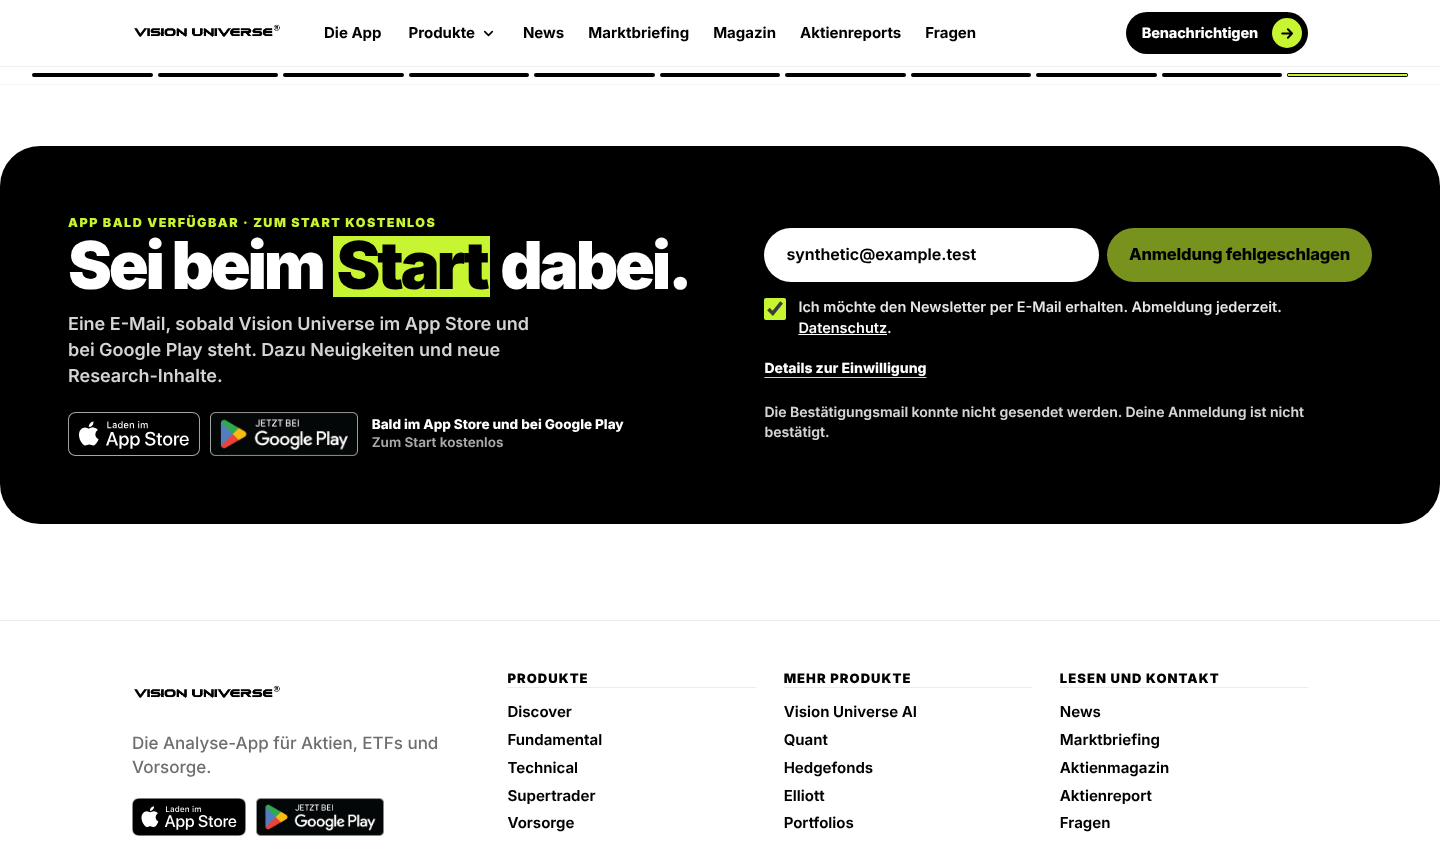 VISION UNIVERSE®
Die App
Produkte
News
Marktbriefing
Magazin
Aktienreports
Fragen
Benachrichtigen
APP BALD VERFÜGBAR · ZUM START KOSTENLOS
Sei beim Start dabei.
Eine E-Mail, sobald Vision Universe im App Store und
bei Google Play steht. Dazu Neuigkeiten und neue
Research-Inhalte.
Laden im
App Store
JETZT BEI
Google Play
Bald im App Store und bei Google Play
Zum Start kostenlos
synthetic@example.test
Anmeldung fehlgeschlagen
Ich möchte den Newsletter per E-Mail erhalten. Abmeldung jederzeit.
Datenschutz.
Details zur Einwilligung
Die Bestätigungsmail konnte nicht gesendet werden. Deine Anmeldung ist nicht
bestätigt.
VISION UNIVERSE®
Die Analyse-App für Aktien, ETFs und
Vorsorge.
Laden im
App Store
JETZT BEI
Google Play
PRODUKTE
Discover
Fundamental
Technical
Supertrader
Vorsorge
MEHR PRODUKTE
Vision Universe AI
Quant
Hedgefonds
Elliott
Portfolios
LESEN UND KONTAKT
News
Marktbriefing
Aktienmagazin
Aktienreport
Fragen